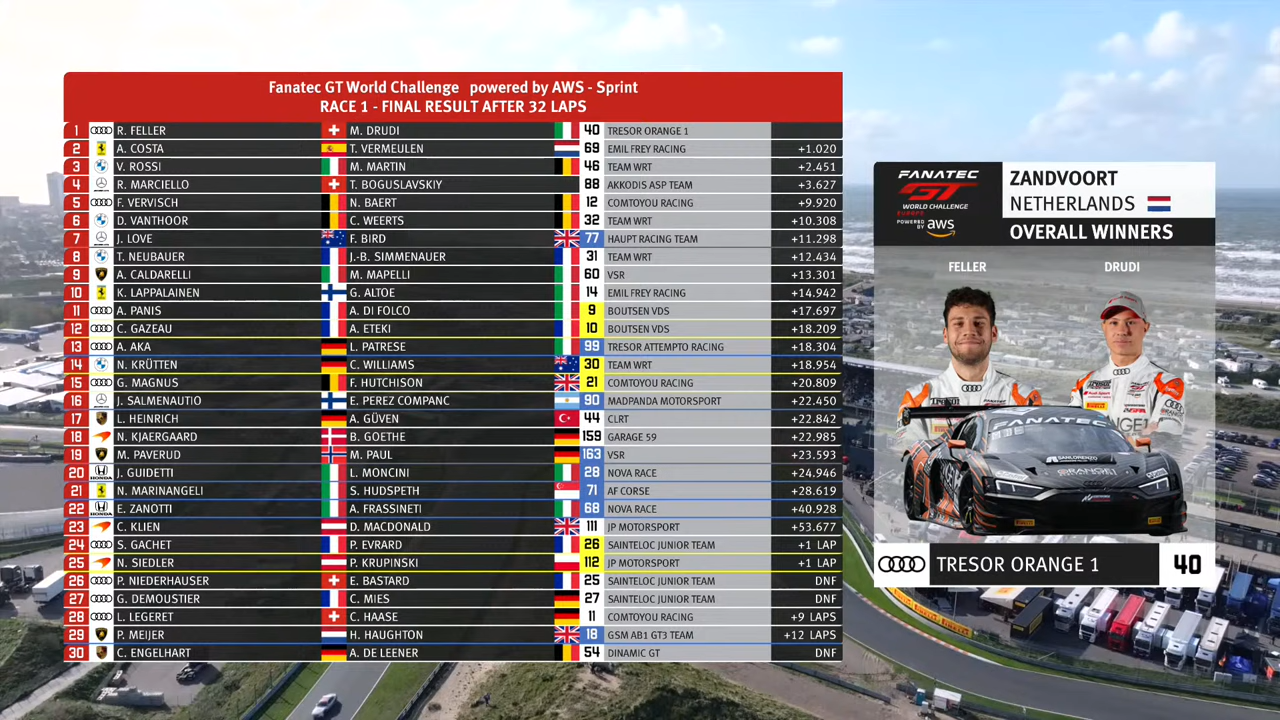 Fanatec GT World Challenge powered by AWS - Sprint
RACE 1 - FINAL RESULT AFTER 32 LAPS
1 R. FELLER M. DRUDI 40 TRESOR ORANGE 1
2 A. COSTA T. VERMEULEN 69 EMIL FREY RACING +1.020
3 V. ROSSI M. MARTIN 46 TEAM WRT +2.451
4 R. MARCIELLO T. BOGUSLAVSKIY 88 AKKODIS ASP TEAM +3.627
5 F. VERVISCH N. BAERT 12 COMTOYOU RACING +9.920
6 D. VANTHOOR C. WEERTS 32 TEAM WRT +10.308
7 J. LOVE F. BIRD 77 HAUPT RACING TEAM +11.298
8 T. NEUBAUER J.-B. SIMMENAUER 31 TEAM WRT +12.434
9 A. CALDARELLI M. MAPELLI 60 VSR +13.301
10 K. LAPPALAINEN G. ALTOE 14 EMIL FREY RACING +14.942
11 A. PANIS A. DI FOLCO 9 BOUTSEN VDS +17.697
12 C. GAZEAU A. ETEKI 10 BOUTSEN VDS +18.209
13 A. AKA L. PATRESE 99 TRESOR ATTEMPTO RACING +18.304
14 N. KRÜTTEN C. WILLIAMS 30 TEAM WRT +18.954
15 G. MAGNUS F. HUTCHISON 21 COMTOYOU RACING +20.809
16 J. SALMENAUTIO E. PEREZ COMPANC 90 MADPANDA MOTORSPORT +22.450
17 L. HEINRICH A. GÜVEN 44 CLRT +22.842
18 N. KJAERGAARD B. GOETHE 159 GARAGE 59 +22.985
19 M. PAVERUD M. PAUL 163 VSR +23.593
20 HONDA J. GUIDETTI L. MONCINI 28 NOVA RACE +24.946
21 N. MARINANGELI S. HUDSPETH 71 AF CORSE +28.619
22 HONDA E. ZANOTTI A. FRASSINETI 68 NOVA RACE +40.928
23 C. KLIEN D. MACDONALD 111 JP MOTORSPORT +53.677
24 S. GACHET P. EVRARD 26 SAINTELOC JUNIOR TEAM +1 LAP
25 N. SIEDLER P. KRUPINSKI 112 JP MOTORSPORT +1 LAP
26 P. NIEDERHAUSER E. BASTARD 25 SAINTELOC JUNIOR TEAM DNF
27 G. DEMOUSTIER C. MIES 27 SAINTELOC JUNIOR TEAM DNF
28 L. LEGERET C. HAASE 11 COMTOYOU RACING +9 LAPS
29 P. MEIJER H. HAUGHTON 18 GSM AB1 GT3 TEAM +12 LAPS
30 C. ENGELHART A. DE LEENER 54 DINAMIC GT DNF
FANATEC
GT
WORLD CHALLENGE
EUROPE
POWERED BY aws
ZANDVOORT
NETHERLANDS
OVERALL WINNERS
FELLER DRUDI
TRESOR ORANGE 1 40